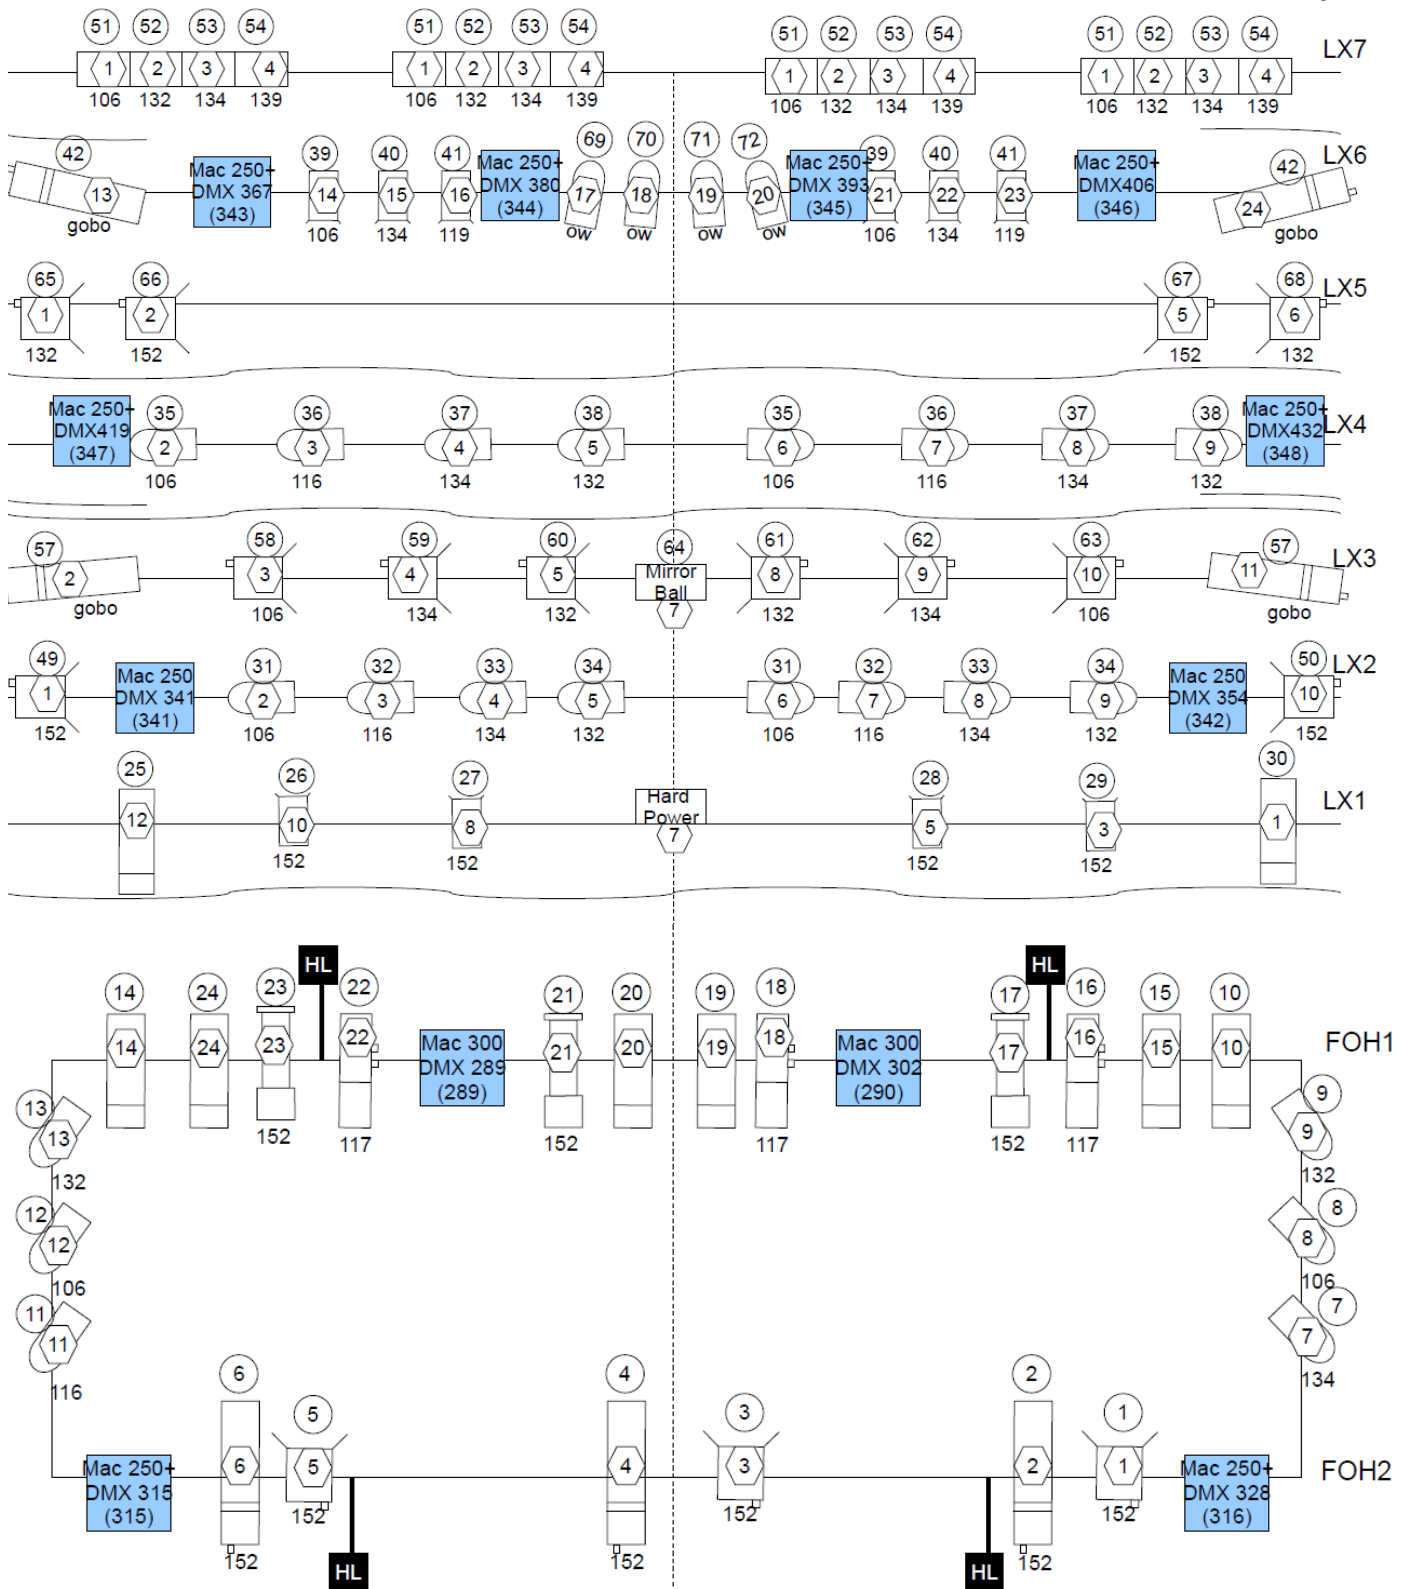 51 52 53 54 51 52 53 54 51 52 53 54 51 52 53 54
LX7
1 2 3 4 1 2 3 4 1 2 3 4 1 2 3 4
106 132 134 139 106 132 134 139 106 132 134 139 106 132 134 139
42 39 40 41 69 70 71 72 39 40 41 42
LX6
Mac 250+
DMX 367
(343)
Mac 250+
DMX 380
(344)
Mac 250+
DMX 393
(345)
Mac 250+
DMX406
(346)
13 14 15 16 17 18 19 20 21 22 23 24
gobo 106 134 119 ow ow ow ow 106 134 119 gobo
65 66 67 68
LX5
1 2 5 6
132 152 152 132
Mac 250+
DMX419
(347)
35 36 37 38 35 36 37 38
Mac 250+
DMX432
(348)
LX4
2 3 4 5 6 7 8 9
106 116 134 132 106 116 134 132
57 58 59 60 64 61 62 63 57
LX3
2 3 4 5
Mirror
Ball
7
8 9 10 11
gobo 106 134 132 132 134 106 gobo
49 31 32 33 34 31 32 33 34 50
LX2
Mac 250
DMX 341
(341)
Mac 250
DMX 354
(342)
1 2 3 4 5 6 7 8 9 10
152 106 116 134 132 106 116 134 132 152
25 26 27 28 29 30
LX1
Hard
Power
12 10 8 7 5 3 1
152 152 152 152
HL HL
14 24 23 22 21 20 19 18 17 16 15 10
FOH1
14 24 23 22 21 20 19 18 17 16 15 10
Mac 300
DMX 289
(289)
Mac 300
DMX 302
(290)
152 117 152 117 152 117
13 9
13 9
132 132
12 8
12 8
106 106
11 7
11 7
116 134
6 5 4 3 2 1
FOH2
6 5 4 3 2 1
Mac 250+
DMX 315
(315)
Mac 250+
DMX 328
(316)
152 152 152 152 152 152
HL HL